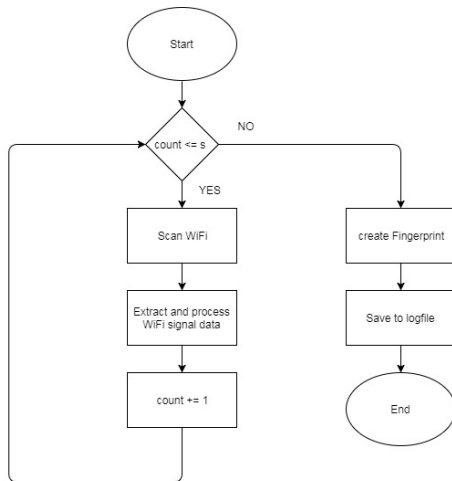 Start
count <= s
NO
YES
Scan WiFi
create Fingerprint
Extract and process
WiFi signal data
Save to logfile
count += 1
End